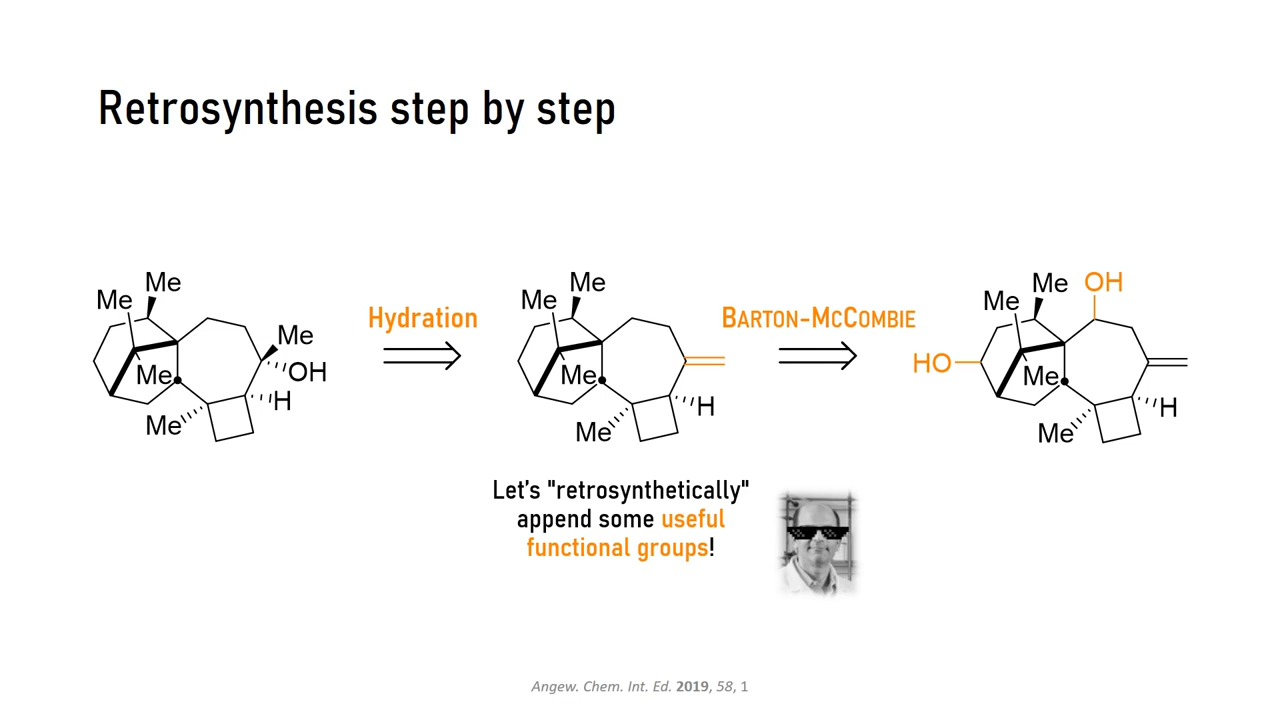 Retrosynthesis step by step
Me
Me
Me
Me
OH
H
Me
Hydration
Me
Me
Me
H
Me
BARTON-MCCOMBIE
Me
OH
Me
HO
Me
H
Me
Let's "retrosynthetically"
append some useful
functional groups!
Angew. Chem. Int. Ed. 2019, 58, 1